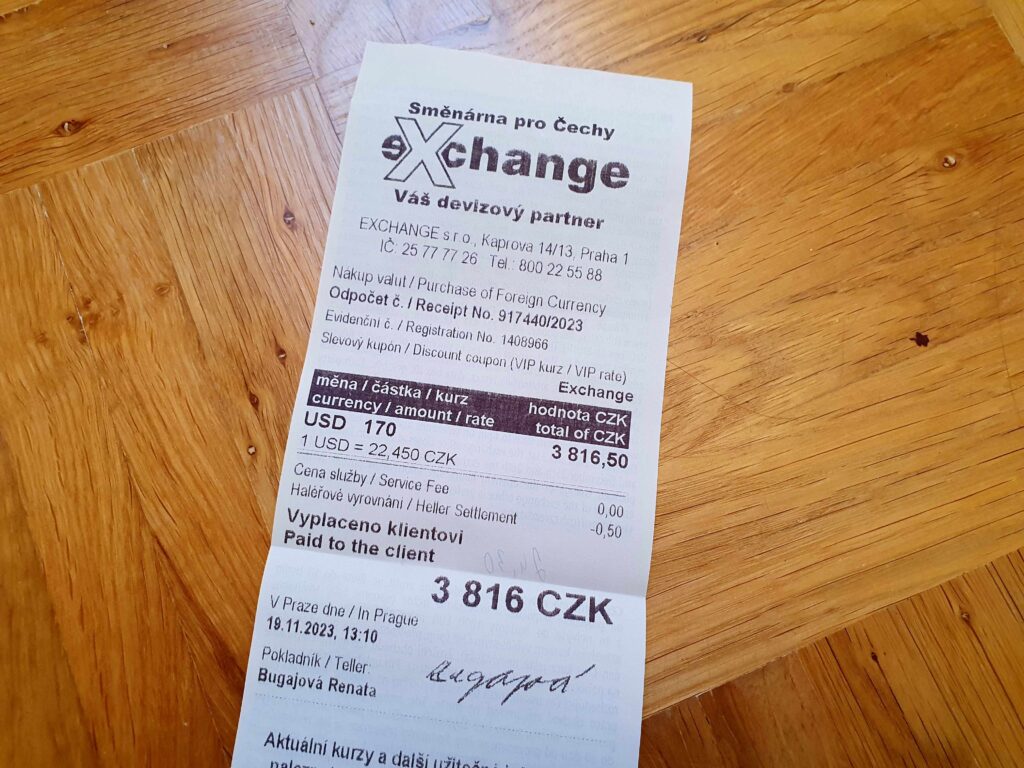 Směnárna pro Čechy
eXchange
Váš devizový partner
EXCHANGE s r.o., Kaprova 14/13, Praha 1
IČ: 25 77 77 26 Tel.: 800 22 55 88
Nákup valut / Purchase of Foreign Currency
Odpočet č. / Receipt No. 917440/2023
Evidenční č. / Registration No. 1408966
Slevový kupón / Discount coupon (VIP kurz / VIP rate)
Exchange
měna / částka / kurz hodnota CZK
currency / amount / rate total of CZK
USD 170 3 816,50
1 USD = 22,450 CZK
Cena služby / Service Fee 0,00
Haléřové vyrovnání / Heller Settlement -0,50
Vyplaceno klientovi
Paid to the client
3 816 CZK
V Praze dne / In Prague
19.11.2023, 13:10
Pokladník / Teller:
Bugajová Renata
Bugajová
Aktuální kurzy a další užitečné